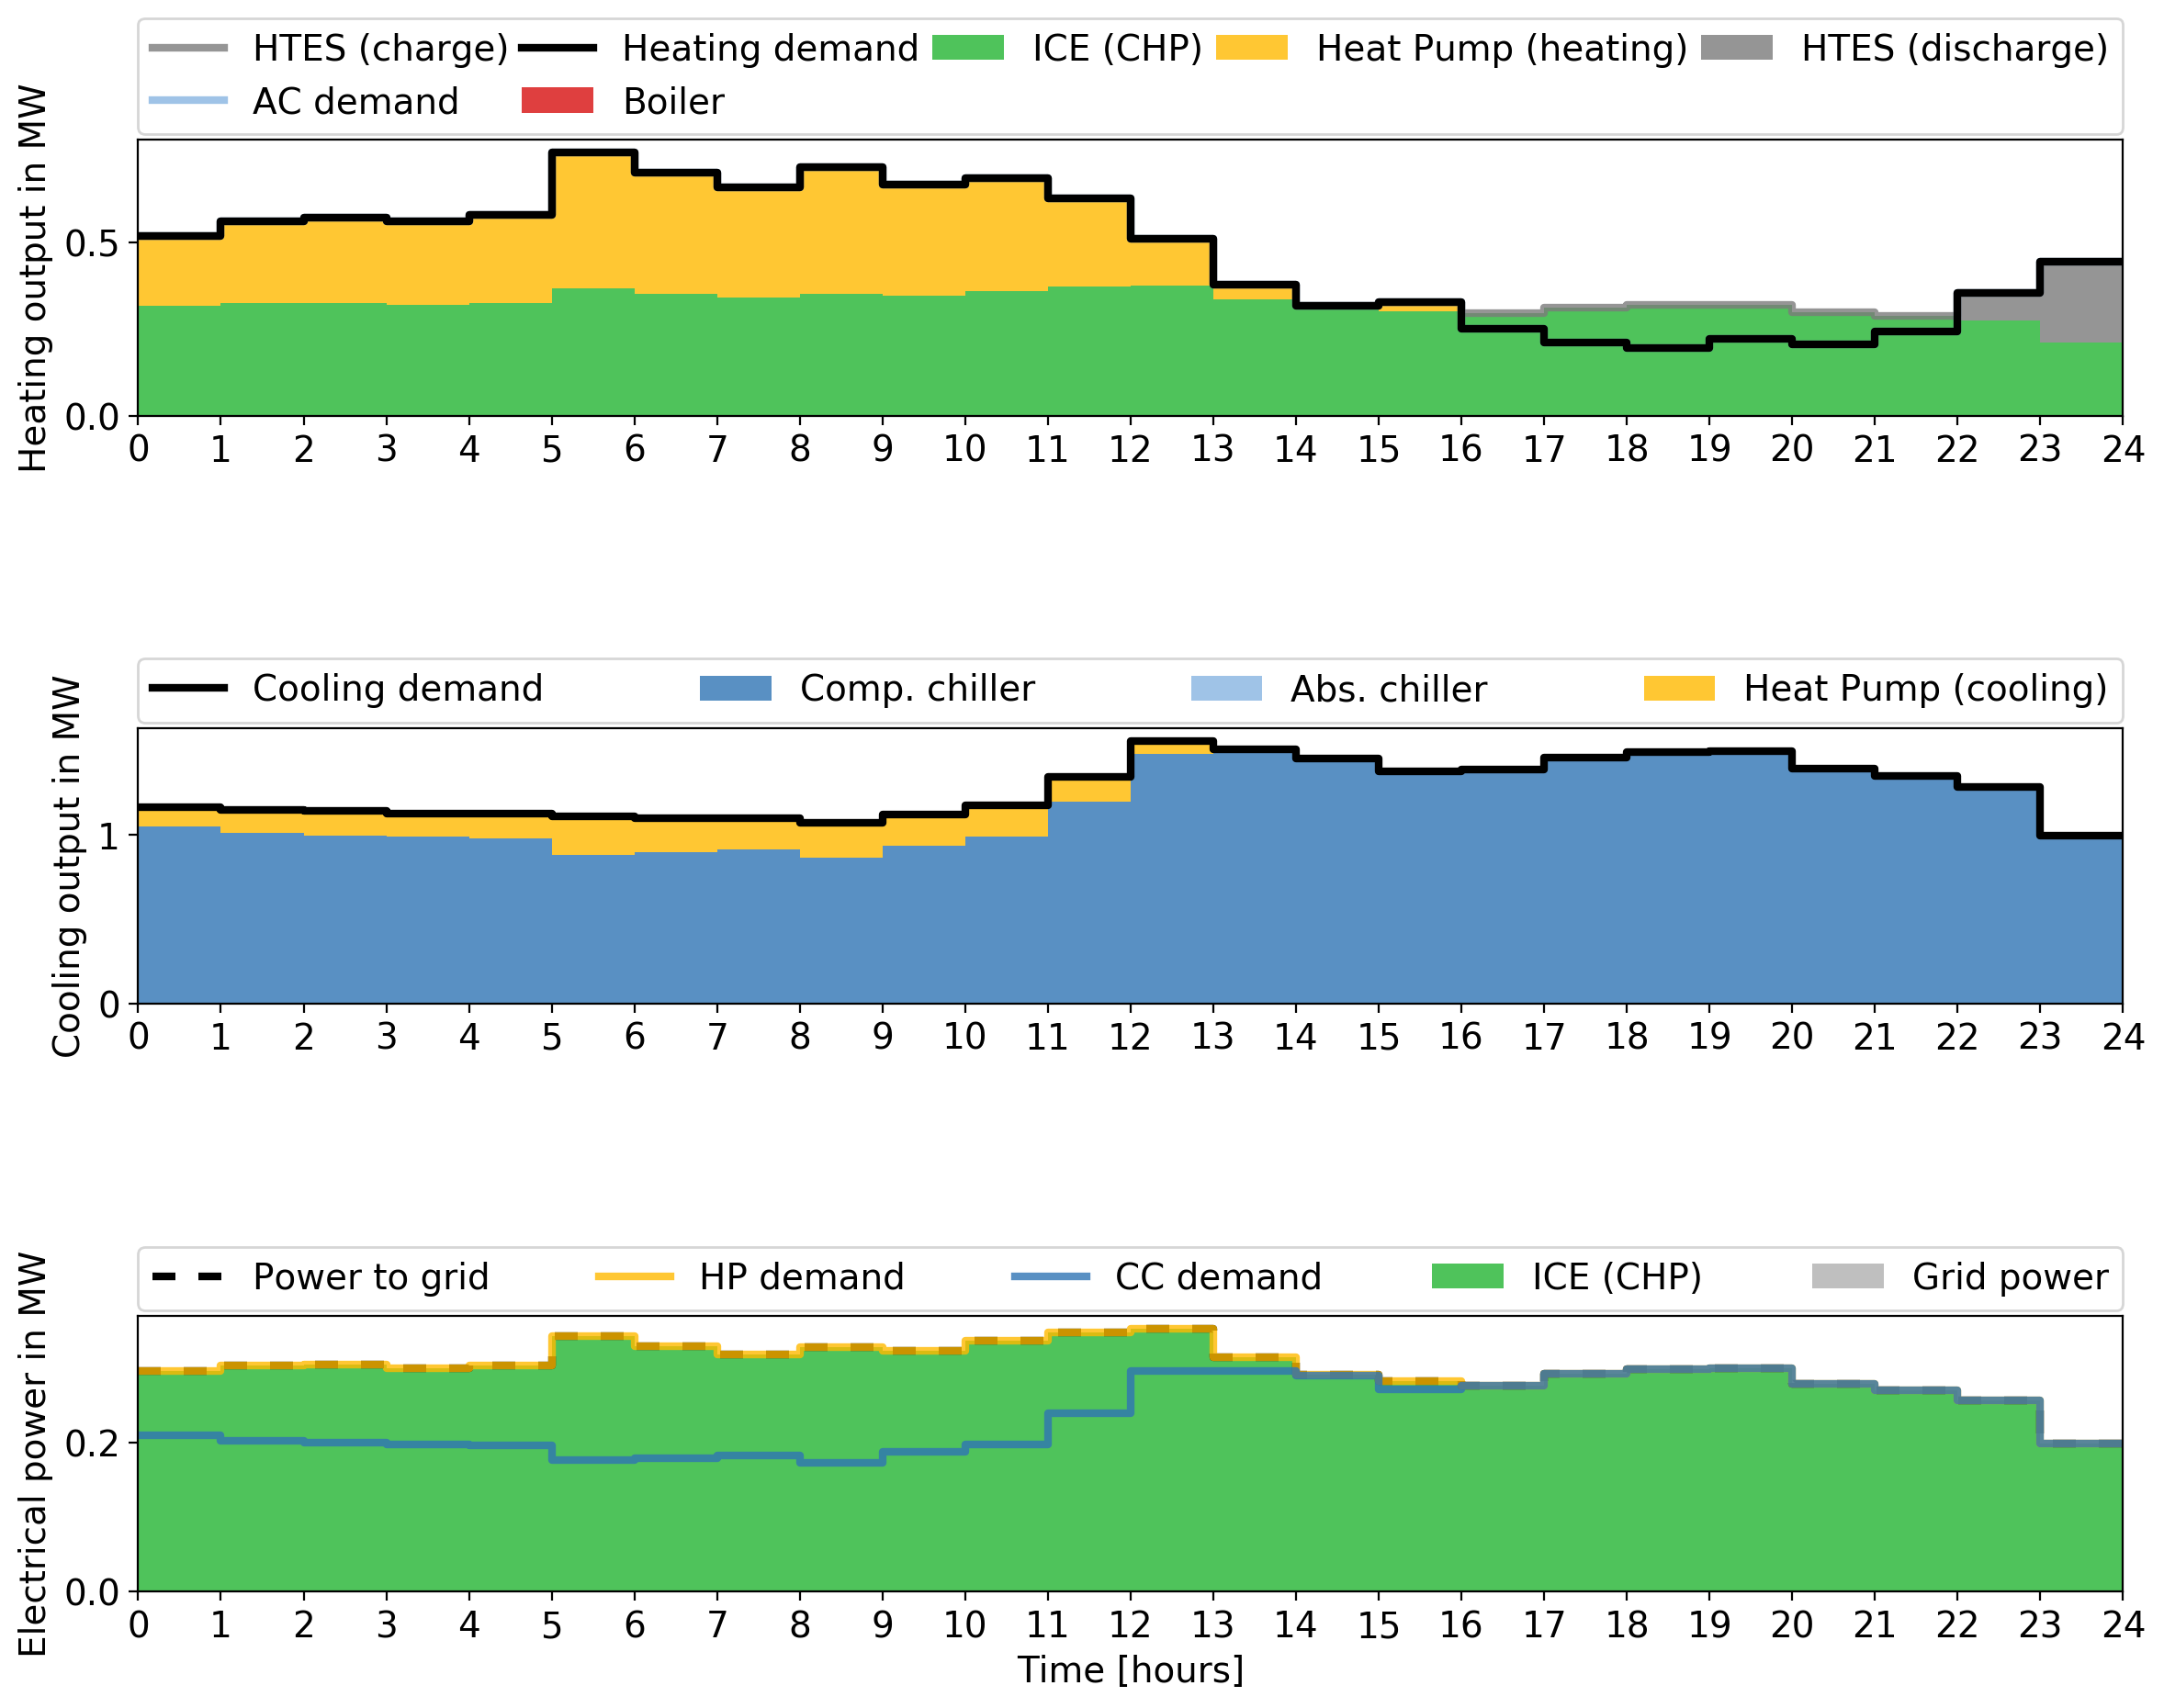 HTES (charge) Heating demand ICE (CHP) Heat Pump (heating) HTES (discharge)
AC demand Boiler
Heating output in MW
0.5
0.0
0 1 2 3 4 5 6 7 8 9 10 11 12 13 14 15 16 17 18 19 20 21 22 23 24
Cooling demand Comp. chiller Abs. chiller Heat Pump (cooling)
Cooling output in MW
1
0
0 1 2 3 4 5 6 7 8 9 10 11 12 13 14 15 16 17 18 19 20 21 22 23 24
Power to grid HP demand CC demand ICE (CHP) Grid power
Electrical power in MW
0.2
0.0
0 1 2 3 4 5 6 7 8 9 10 11 12 13 14 15 16 17 18 19 20 21 22 23 24
Time [hours]